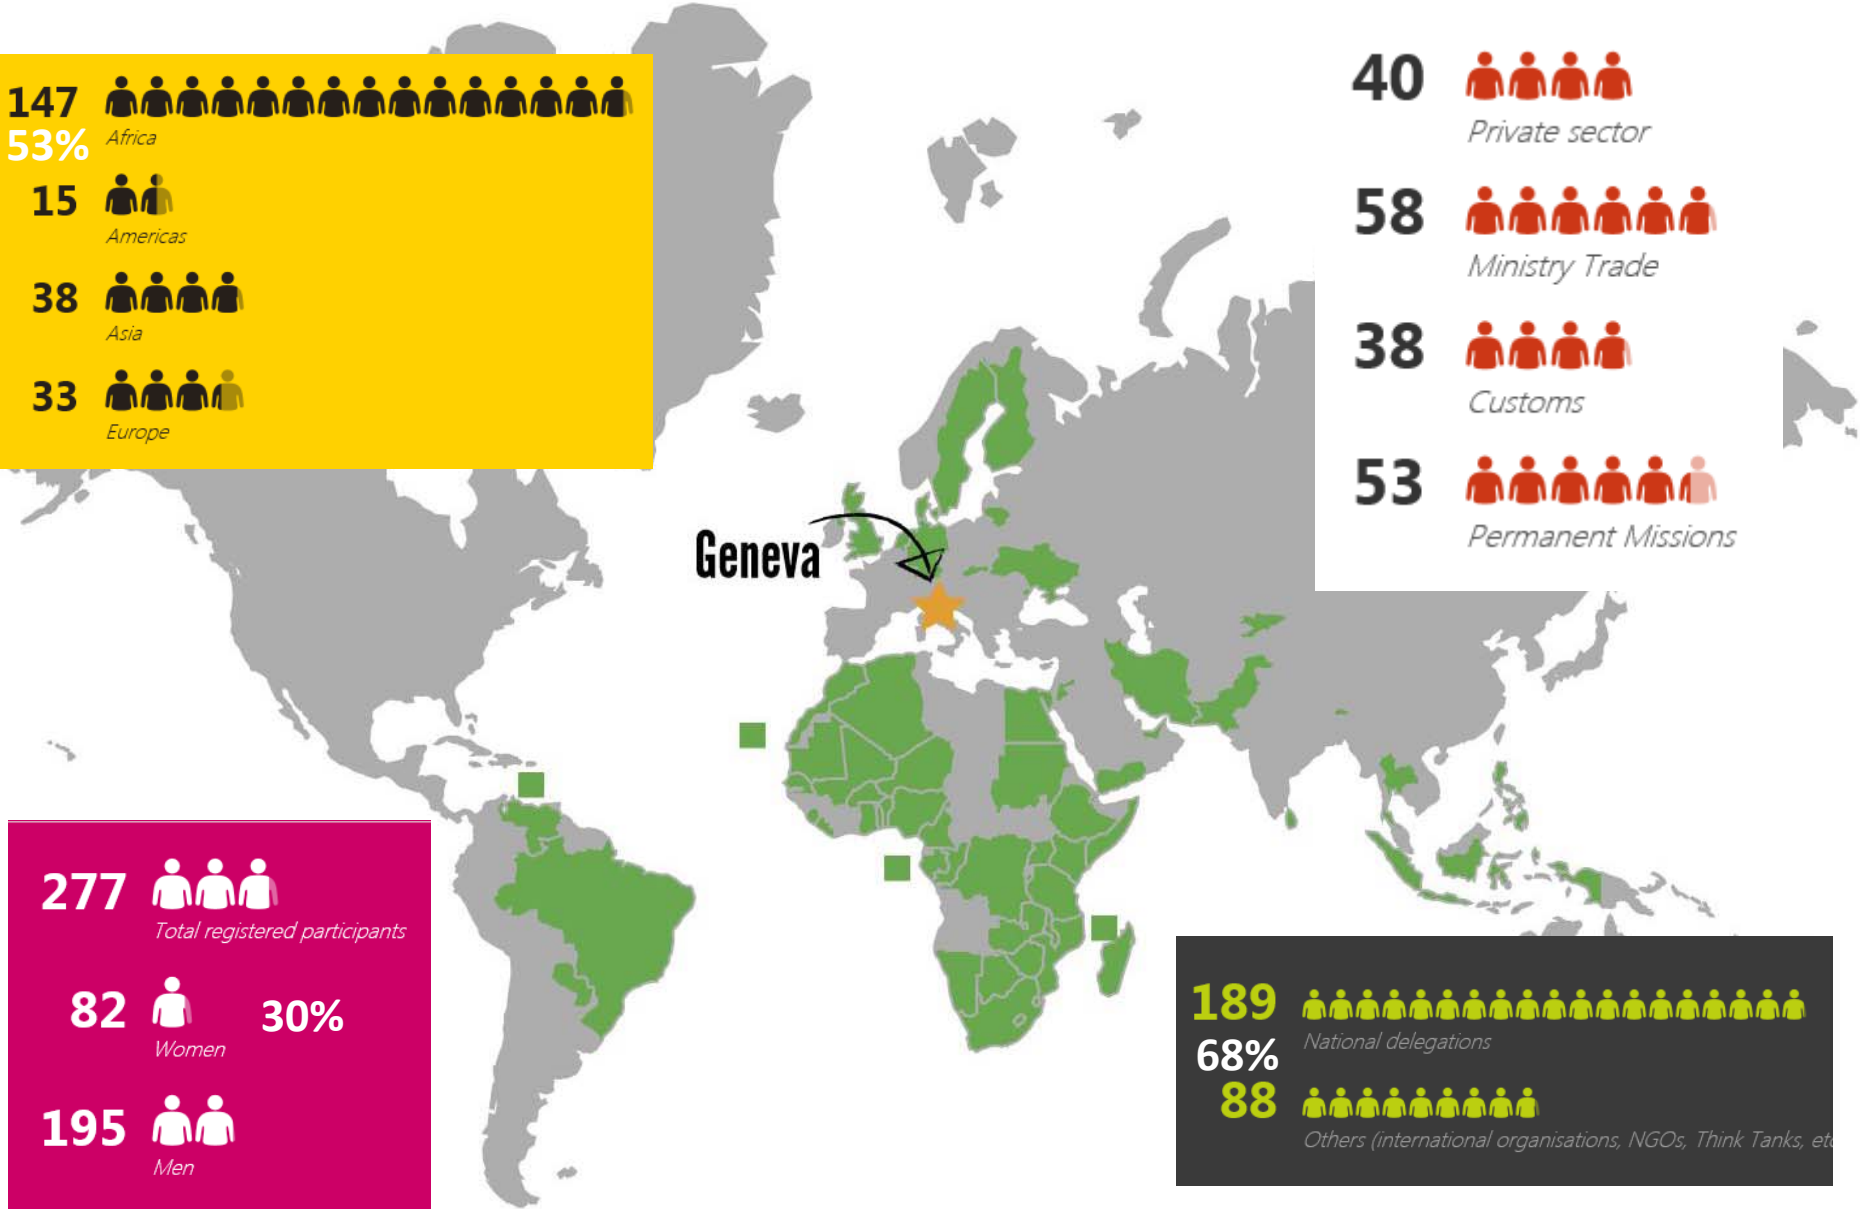 147
53%
Africa
15
Americas
38
Asia
33
Europe
40
Private sector
58
Ministry Trade
38
Customs
53
Permanent Missions
Geneva
277
Total registered participants
82
30%
Women
195
Men
189
National delegations
68%
88
Others (international organisations, NGOs, Think Tanks, etc